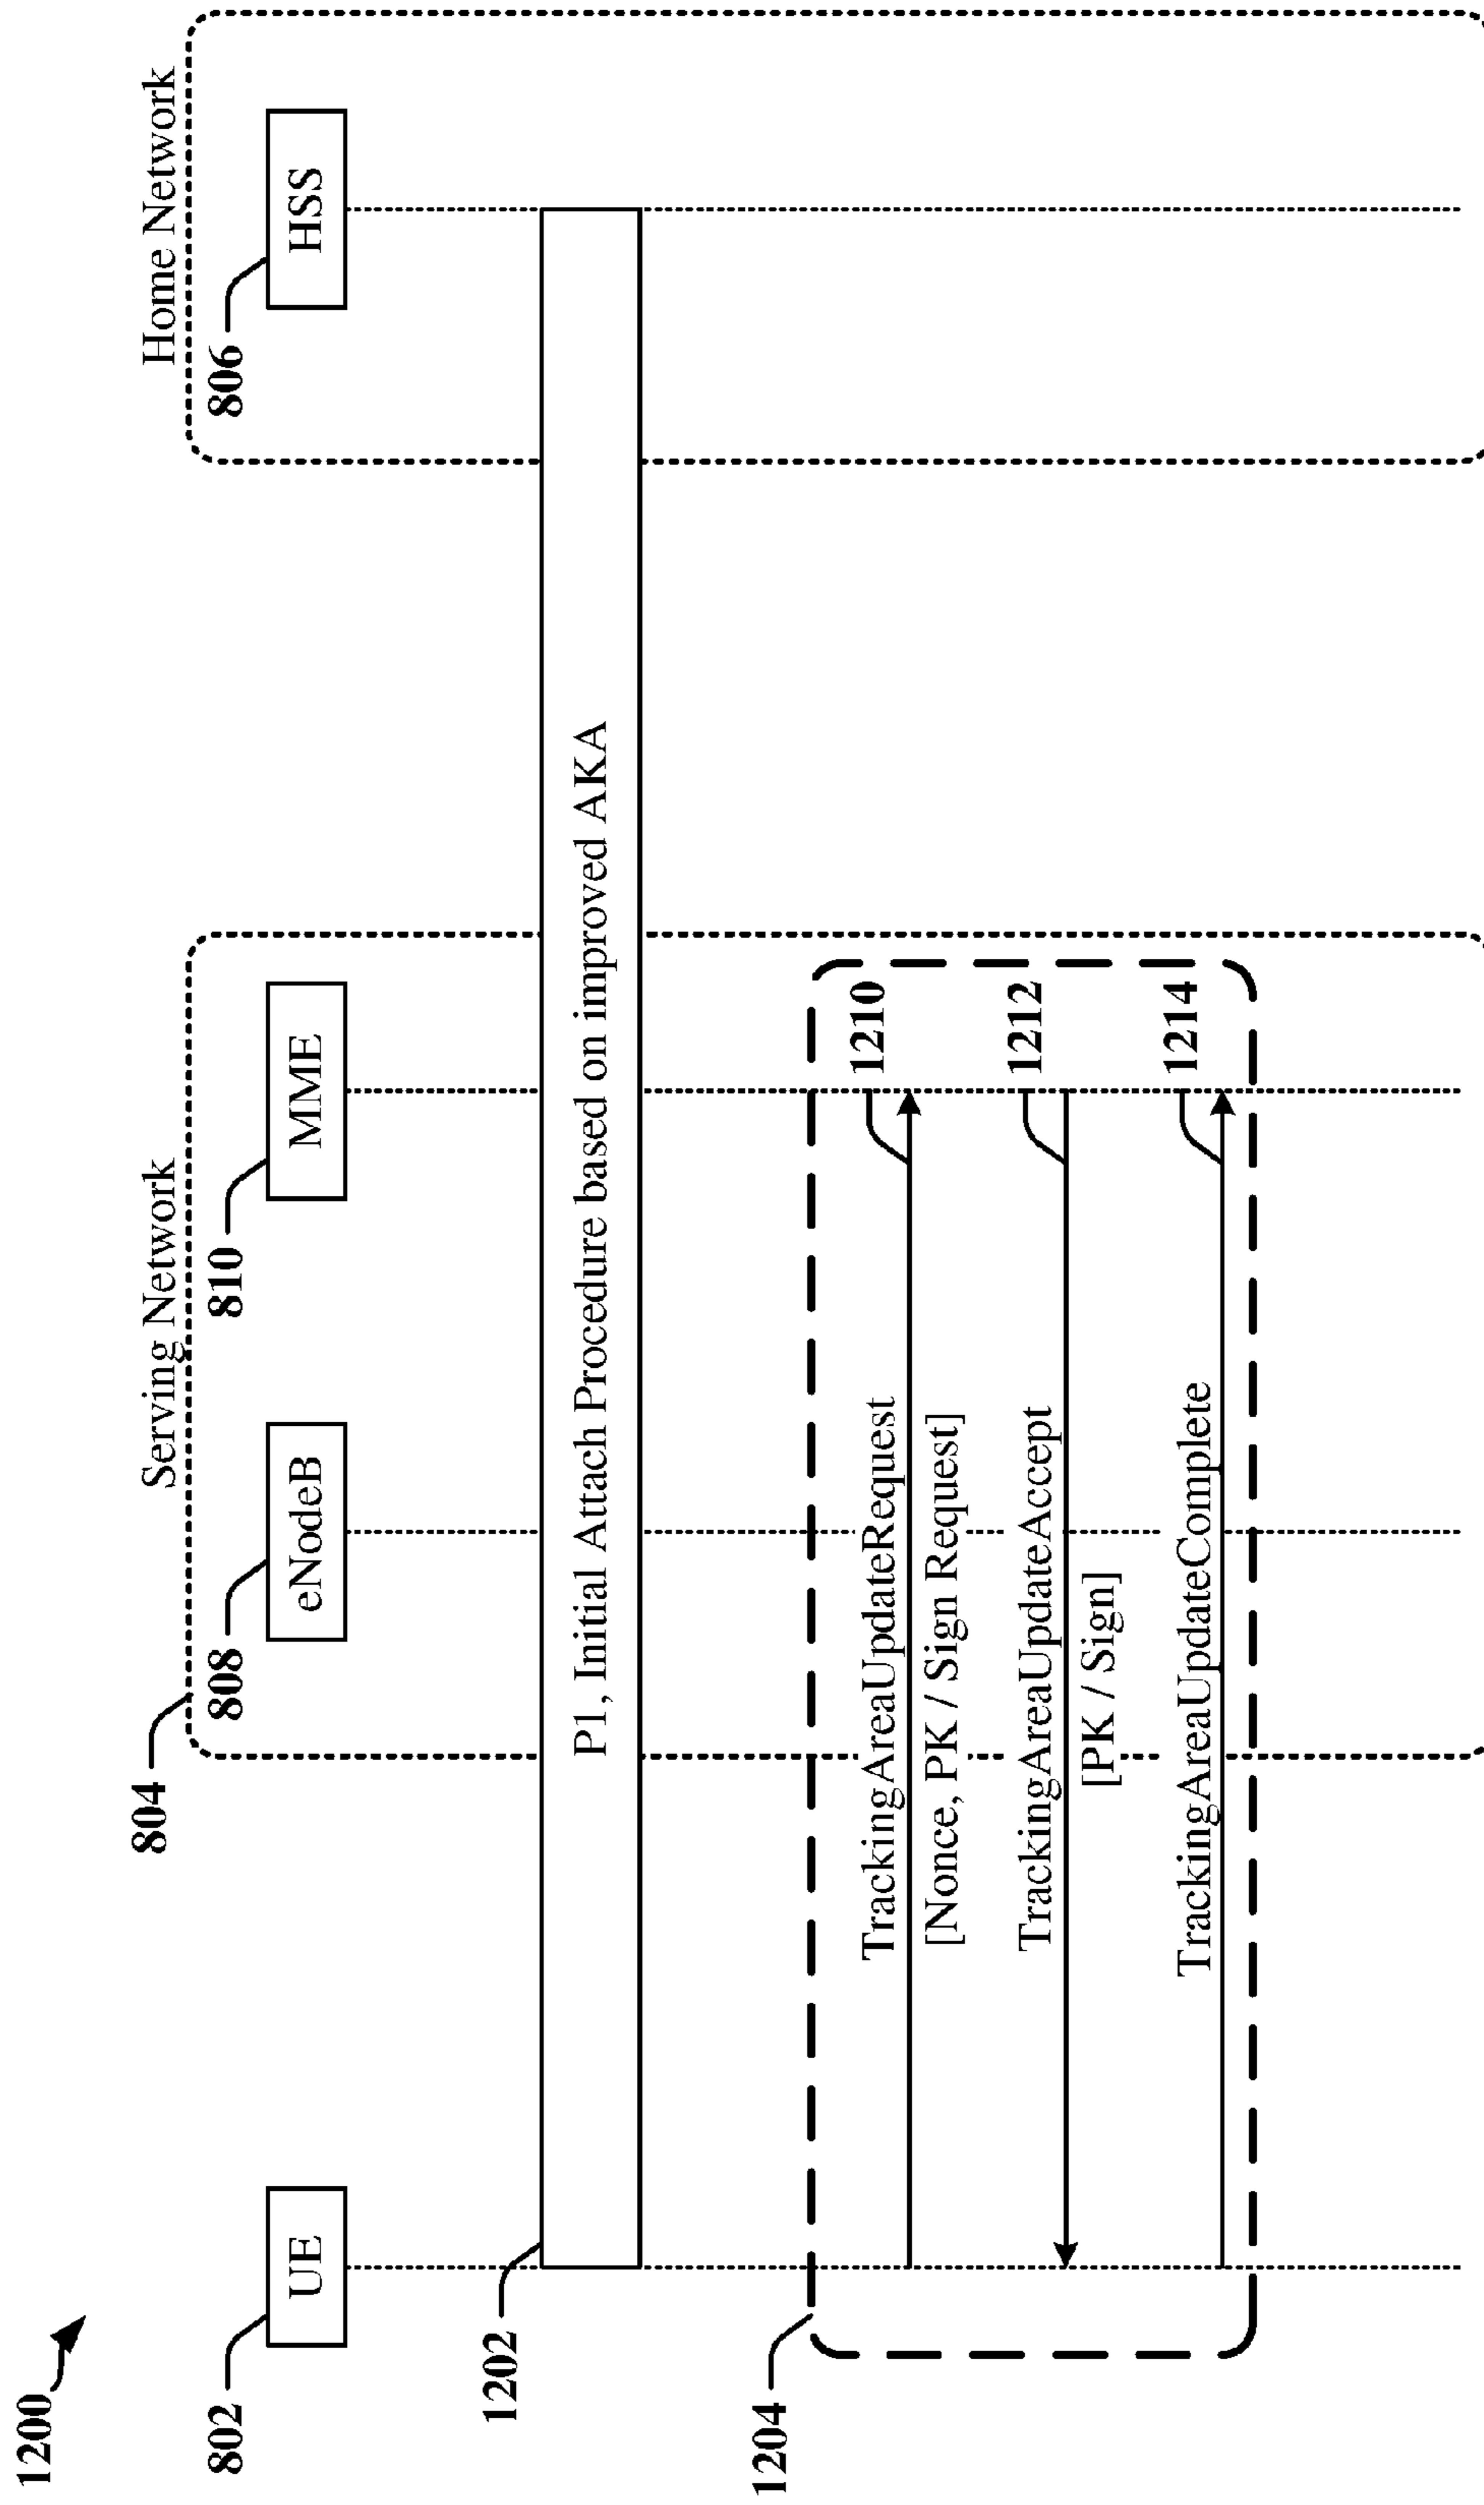 1200
804
Serving Network
Home Network
802
808
810
806
UE
eNodeB
MME
HSS
1202
P1, Initial Attach Procedure based on improved AKA
1204
TrackingAreaUpdateRequest
1210
[Nonce, PK / Sign Request]
TrackingAreaUpdateAccept
1212
[PK / Sign]
TrackingAreaUpdateComplete
1214